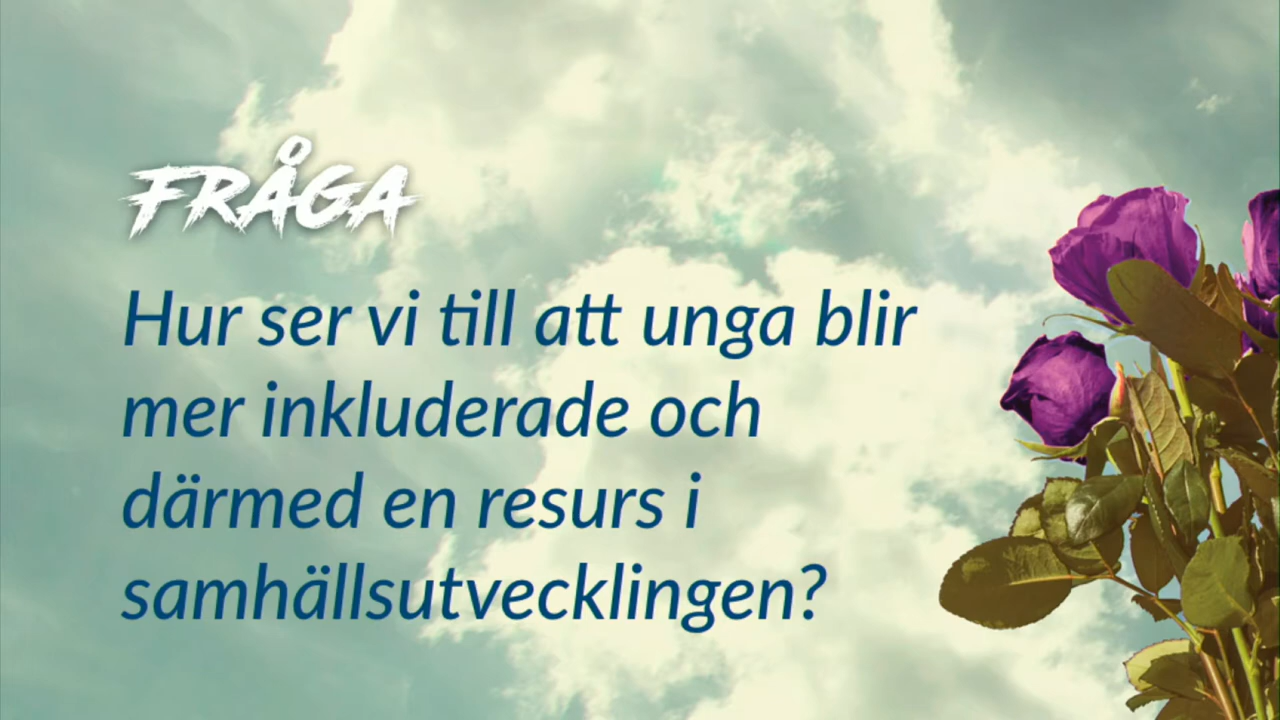 FRÅGA
Hur ser vi till att unga blir
mer inkluderade och
därmed en resurs i
samhällsutvecklingen?